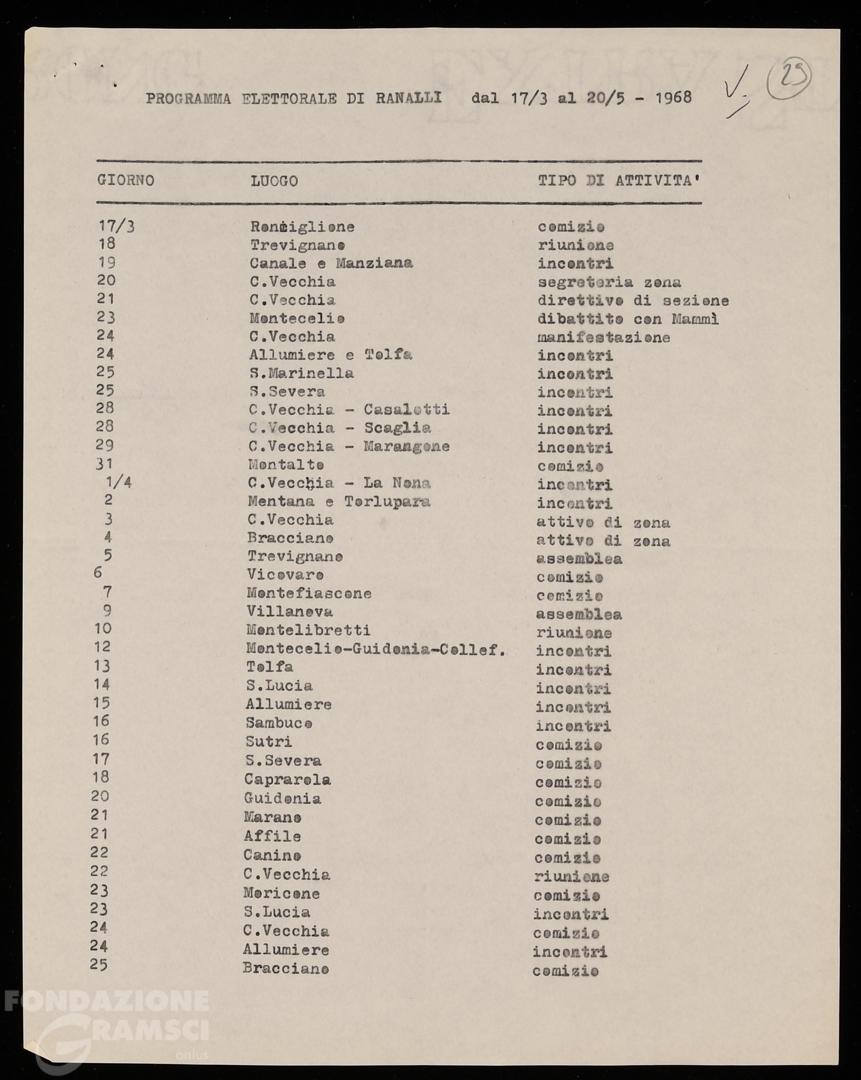 PROGRAMMA ELETTORALE DI RANALLI dal 17/3 al 20/5 - 1968 V. 29
GIORNO LUOGO TIPO DI ATTIVITA'
17/3 Ronciglione comizio
18 Trevignano riunione
19 Canale e Manziana incontri
20 C.Vecchia segreteria zona
21 C.Vecchia direttivo di sezione
23 Montecelio dibattito con Mammì
24 C.Vecchia manifestazione
24 Allumiere e Tolfa incontri
25 S.Marinella incontri
25 S.Severa incontri
28 C.Vecchia - Casaletti incontri
28 C.Vecchia - Scaglia incontri
29 C.Vecchia - Marangone incontri
31 Montalto comizio
1/4 C.Vecchia - La Nona incontri
2 Mentana e Torlupara incontri
3 C.Vecchia attivo di zona
4 Bracciano attivo di zona
5 Trevignano assemblea
6 Vicovaro comizio
7 Montefiascone comizio
9 Villanova assemblea
10 Montelibretti riunione
12 Montecelio-Guidonia-Collef. incontri
13 Tolfa incontri
14 S.Lucia incontri
15 Allumiere incontri
16 Sambuco incontri
16 Sutri comizio
17 S.Severa comizio
18 Caprarola comizio
20 Guidonia comizio
21 Marano comizio
21 Affile comizio
22 Canino comizio
22 C.Vecchia riunione
23 Moricone comizio
23 S.Lucia incontri
24 C.Vecchia comizio
24 Allumiere incontri
25 Bracciano comizio
FONDAZIONE
GRAMSCI
onlus